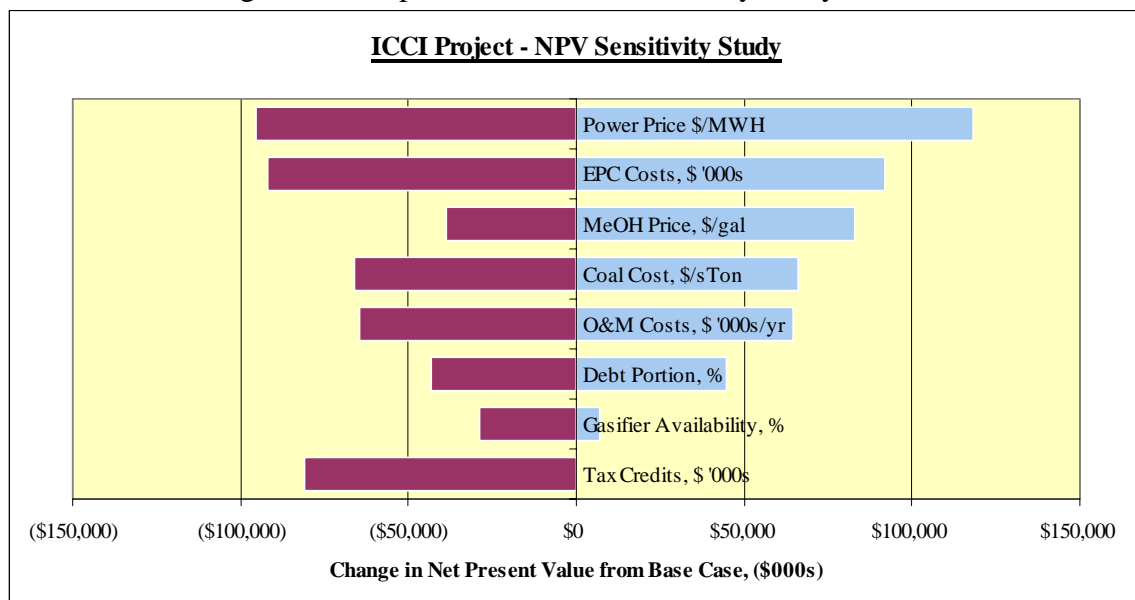 ICCI Project - NPV Sensitivity Study
Power Price $/MWH
EPC Costs, $ '000s
MeOH Price, $/gal
Coal Cost, $/sTon
O&M Costs, $ '000s/yr
Debt Portion, %
Gasifier Availability, %
Tax Credits, $ '000s
($150,000) ($100,000) ($50,000) $0 $50,000 $100,000 $150,000
Change in Net Present Value from Base Case, ($000s)